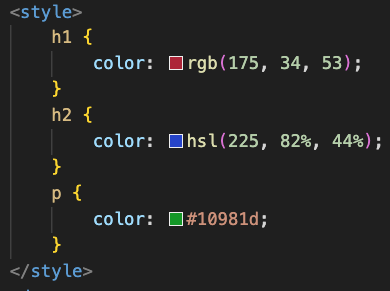 <style>
h1 {
color: rgb(175, 34, 53);
}
h2 {
color: hsl(225, 82%, 44%);
}
p {
color: #10981d;
}
</style>